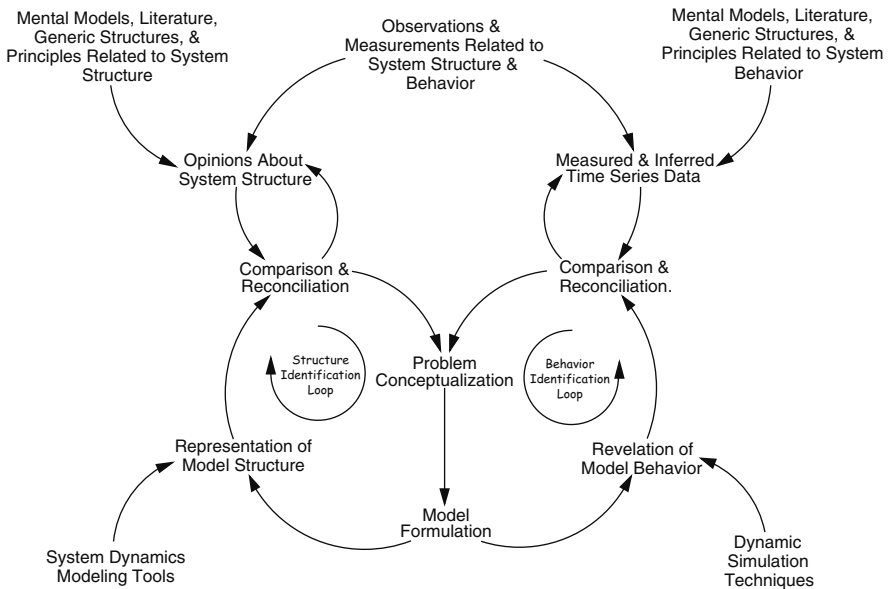 Mental Models, Literature,
Generic Structures, &
Principles Related to System
Structure
Observations &
Measurements Related to
System Structure &
Behavior
Mental Models, Literature,
Generic Structures, &
Principles Related to System
Behavior
Opinions About
System Structure
Measured & Inferred
Time Series Data
Comparison &
Reconciliation
Comparison &
Reconciliation.
Structure
Identification
Loop
Problem
Conceptualization
Behavior
Identification
Loop
Representation of
Model Structure
Revelation of
Model Behavior
Model
Formulation
System Dynamics
Modeling Tools
Dynamic
Simulation
Techniques